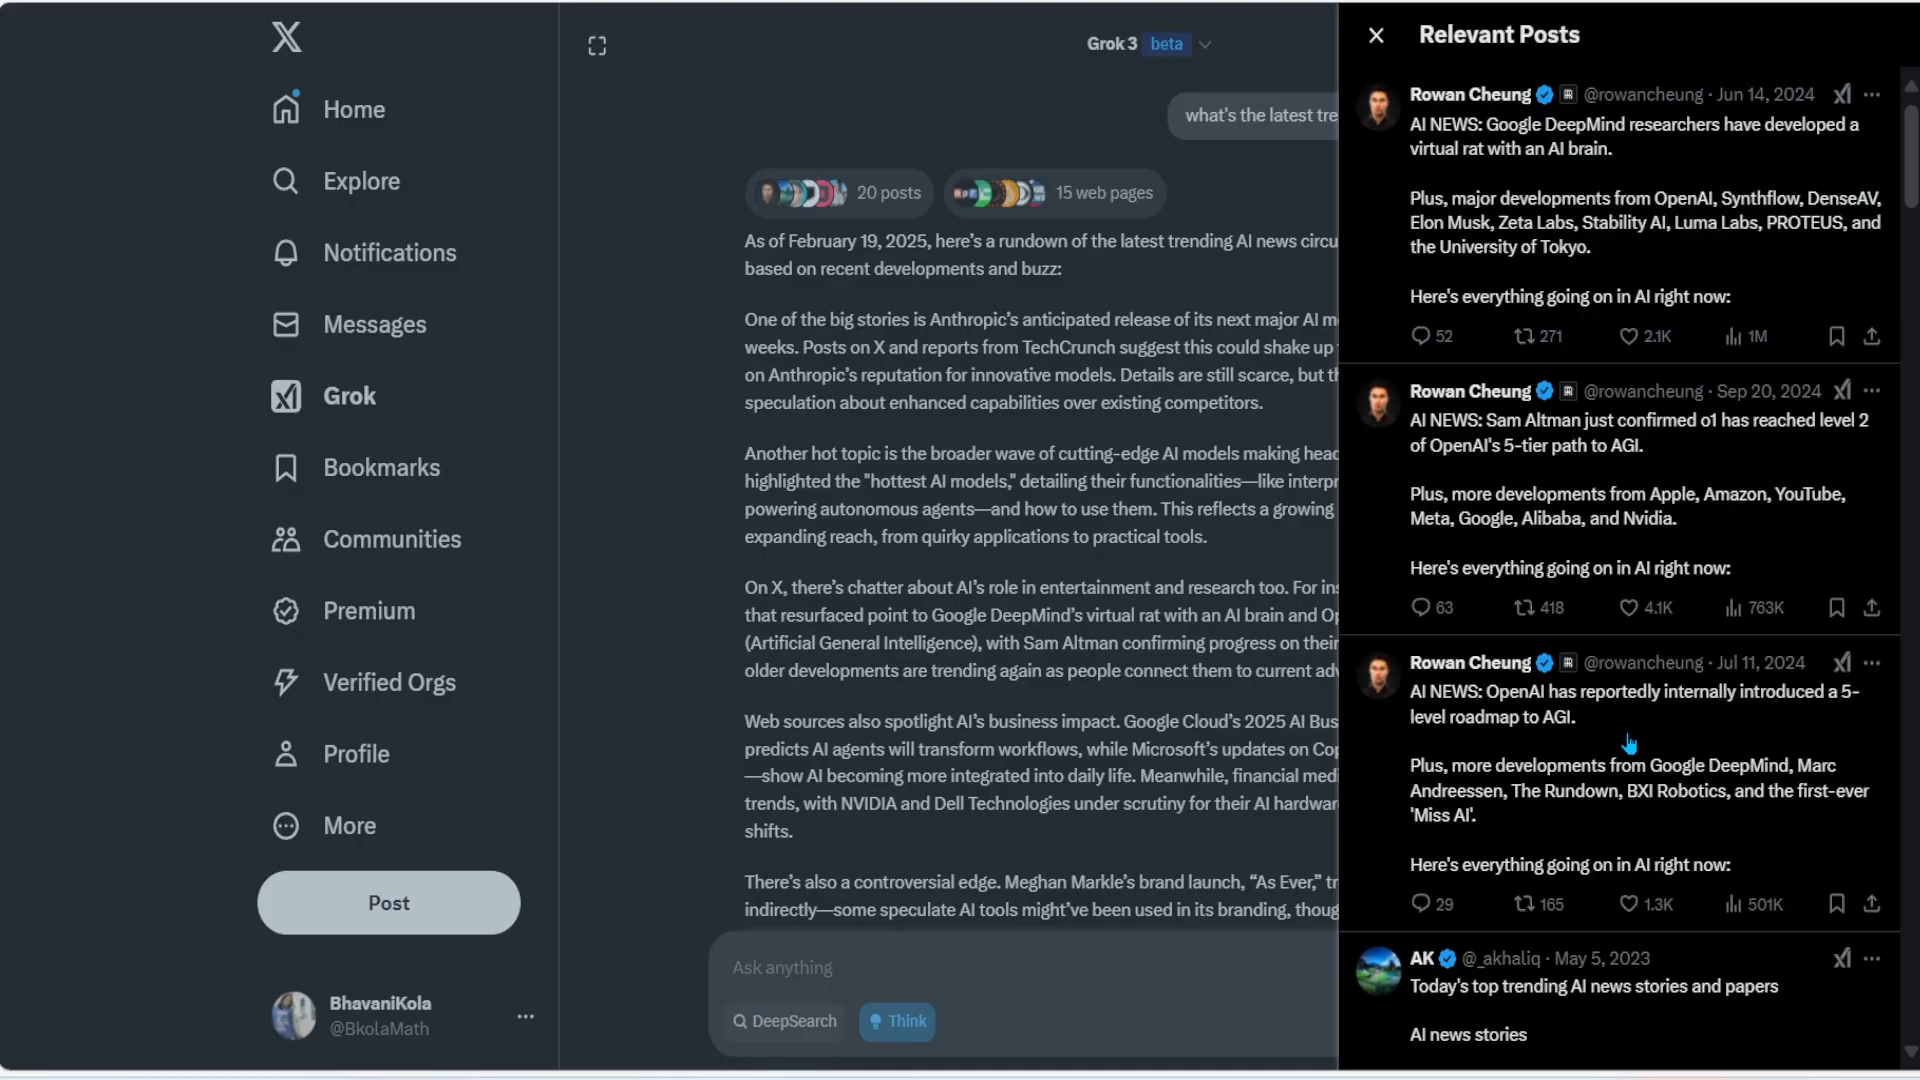 Home
Explore
Notifications
Messages
Grok
Bookmarks
Communities
Premium
Verified Orgs
Profile
More
Post
BhavaniKola
@BkolaMath
Grok 3 beta
what's the latest tre
20 posts
15 web pages
As of February 19, 2025, here's a rundown of the latest trending AI news circu
based on recent developments and buzz:
One of the big stories is Anthropic's anticipated release of its next major AI m
weeks. Posts on X and reports from TechCrunch suggest this could shake up
on Anthropic's reputation for innovative models. Details are still scarce, but th
speculation about enhanced capabilities over existing competitors.
Another hot topic is the broader wave of cutting-edge AI models making head
highlighted the "hottest AI models," detailing their functionalities—like interpr
powering autonomous agents—and how to use them. This reflects a growing
expanding reach, from quirky applications to practical tools.
On X, there's chatter about AI's role in entertainment and research too. For ins
that resurfaced point to Google DeepMind's virtual rat with an AI brain and Op
(Artificial General Intelligence), with Sam Altman confirming progress on their
older developments are trending again as people connect them to current adv
Web sources also spotlight AI's business impact. Google Cloud's 2025 AI Bus
predicts AI agents will transform workflows, while Microsoft's updates on Cop
—show AI becoming more integrated into daily life. Meanwhile, financial medi
trends, with NVIDIA and Dell Technologies under scrutiny for their AI hardwar
shifts.
There's also a controversial edge. Meghan Markle's brand launch, “As Ever,” tr
indirectly—some speculate AI tools might've been used in its branding, thoug
Ask anything
DeepSearch
Think
Relevant Posts
Rowan Cheung @rowancheung · Jun 14, 2024
AI NEWS: Google DeepMind researchers have developed a
virtual rat with an AI brain.
Plus, major developments from OpenAI, Synthflow, DenseAV,
Elon Musk, Zeta Labs, Stability AI, Luma Labs, PROTEUS, and
the University of Tokyo.
Here's everything going on in AI right now:
52 271 2.1K 1M
Rowan Cheung @rowancheung · Sep 20, 2024
AI NEWS: Sam Altman just confirmed o1 has reached level 2
of OpenAI's 5-tier path to AGI.
Plus, more developments from Apple, Amazon, YouTube,
Meta, Google, Alibaba, and Nvidia.
Here's everything going on in AI right now:
63 418 4.1K 763K
Rowan Cheung @rowancheung · Jul 11, 2024
AI NEWS: OpenAI has reportedly internally introduced a 5-
level roadmap to AGI.
Plus, more developments from Google DeepMind, Marc
Andreessen, The Rundown, BXI Robotics, and the first-ever
'Miss AI'.
Here's everything going on in AI right now:
29 165 1.3K 501K
AK @_akhaliq · May 5, 2023
Today's top trending AI news stories and papers
AI news stories